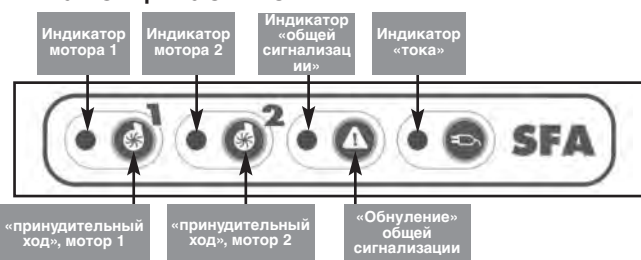 Индикатор
мотора 1
Индикатор
мотора 2
Индикатор
«общей
сигнализац
ии»
Индикатор
«тока»
1
2
SFA
«принудительный
ход», мотор 1
«принудительный
ход», мотор 2
«Обнуление»
общей
сигнализации